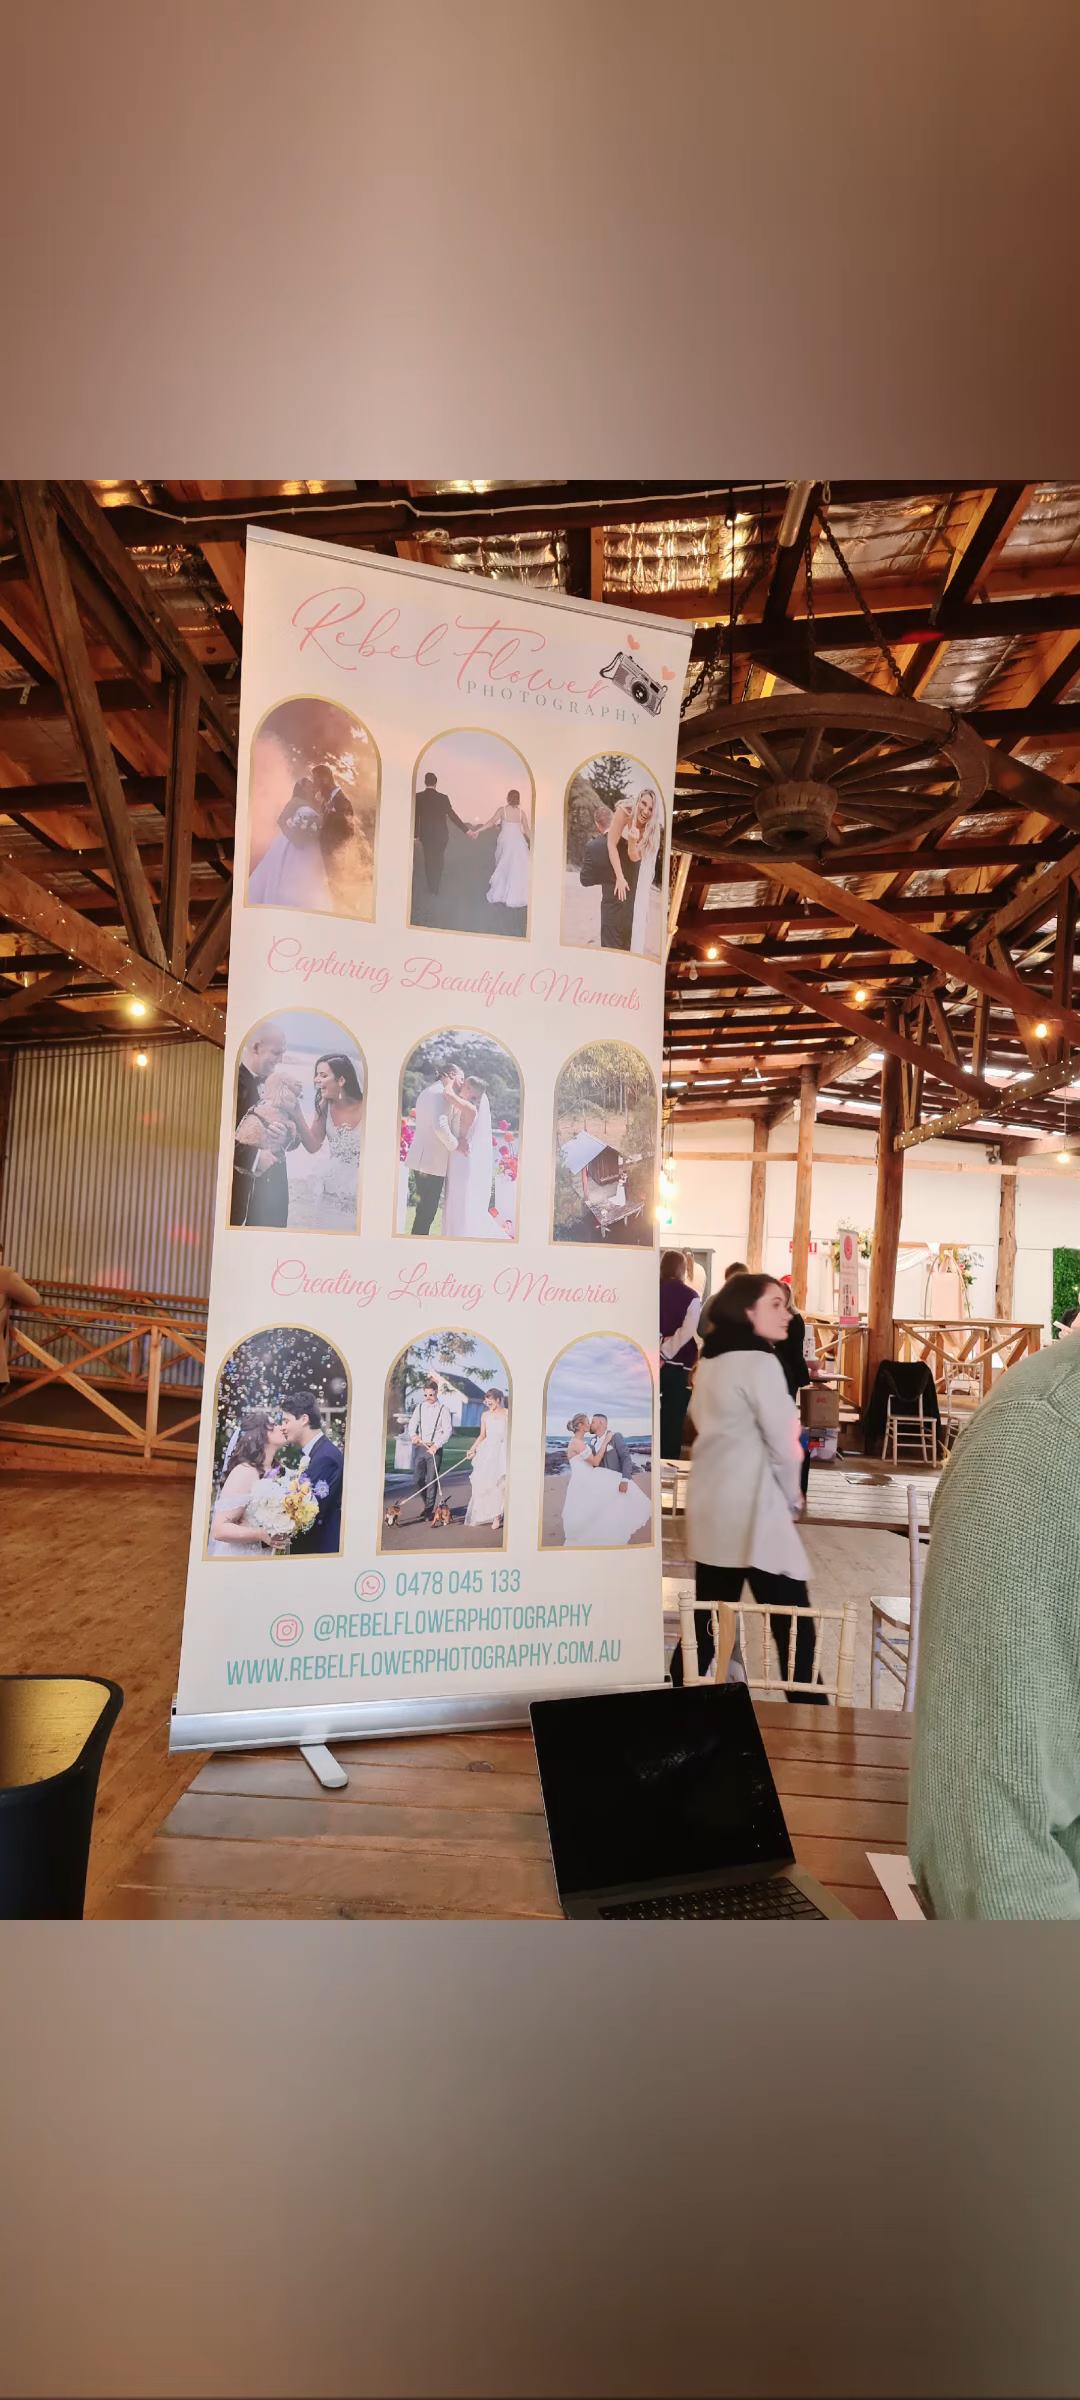 Rebel Flower
PHOTOGRAPHY
Capturing Beautiful Moments
Creating Lasting Memories
0478 045 133
@REBELFLOWERPHOTOGRAPHY
WWW.REBELFLOWERPHOTOGRAPHY.COM.AU